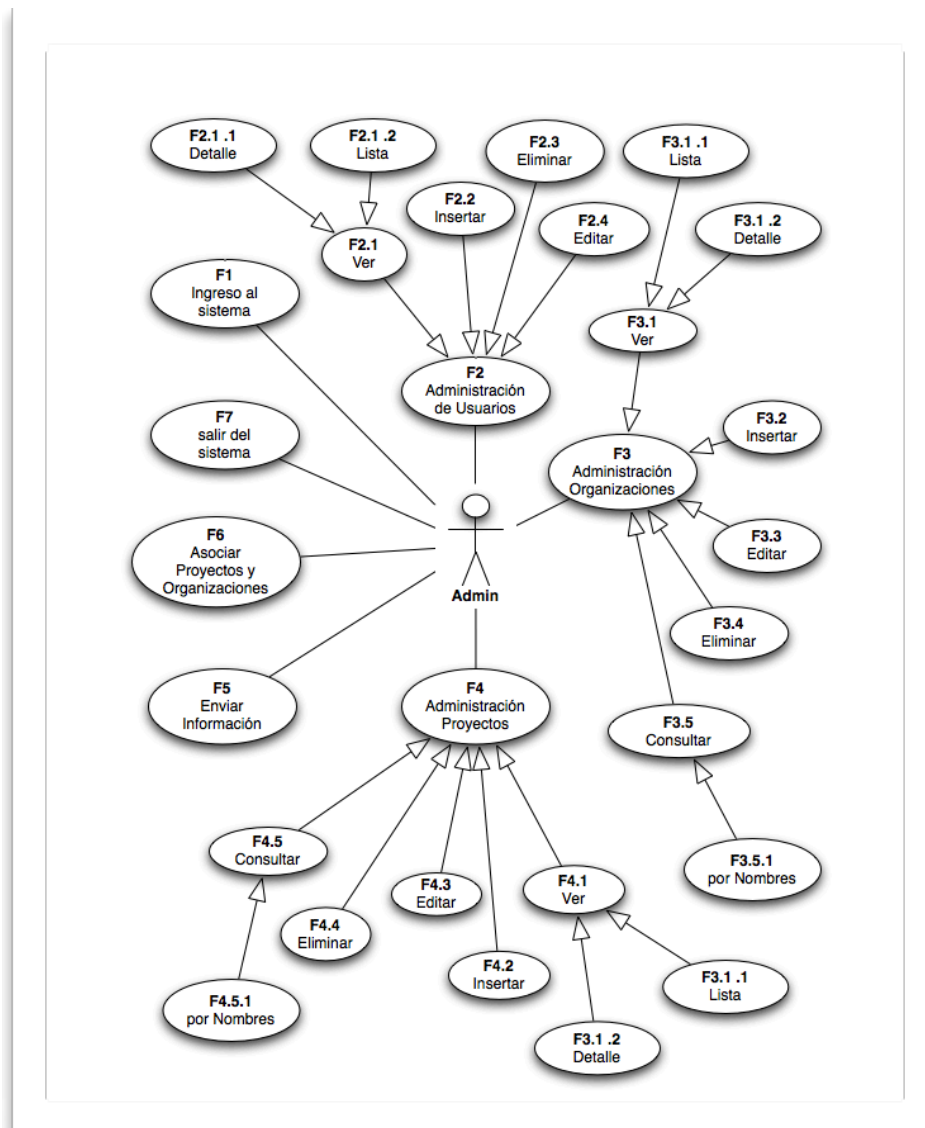 F2.1 .1
Detalle
F2.1 .2
Lista
F2.3
Eliminar
F3.1 .1
Lista
F2.2
Insertar
F2.4
Editar
F3.1 .2
Detalle
F2.1
Ver
F1
Ingreso al
sistema
F3.1
Ver
F2
Administración
de Usuarios
F7
salir del
sistema
F3.2
Insertar
F3
Administración
Organizaciones
F6
Asociar
Proyectos y
Organizaciones
F3.3
Editar
Admin
F3.4
Eliminar
F5
Enviar
Información
F4
Administración
Proyectos
F3.5
Consultar
F4.5
Consultar
F4.3
Editar
F4.1
Ver
F3.5.1
por Nombres
F4.4
Eliminar
F4.2
Insertar
F3.1 .1
Lista
F4.5.1
por Nombres
F3.1 .2
Detalle